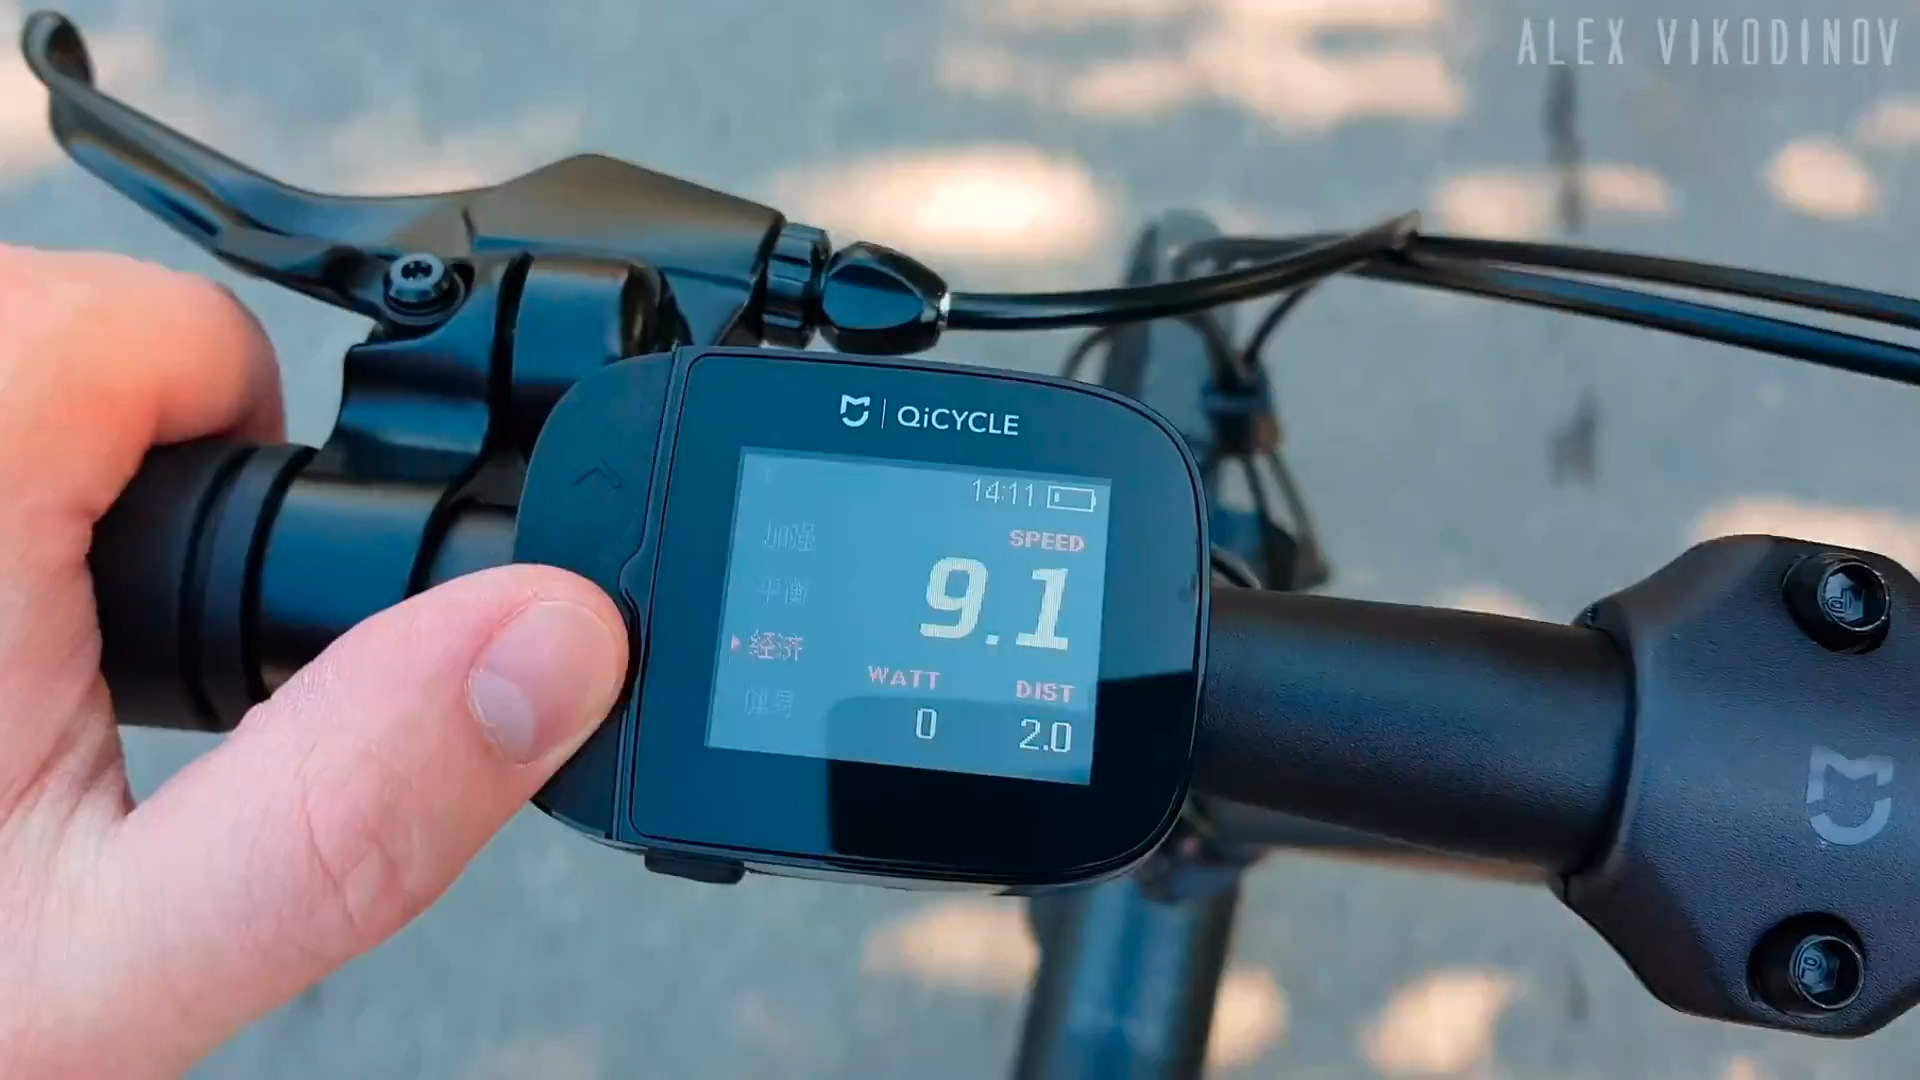 ALEX VIKODINOV
QiCYCLE
14:11
加强
SPEED
平衡
9.1
经济
WATT
DIST
0
2.0